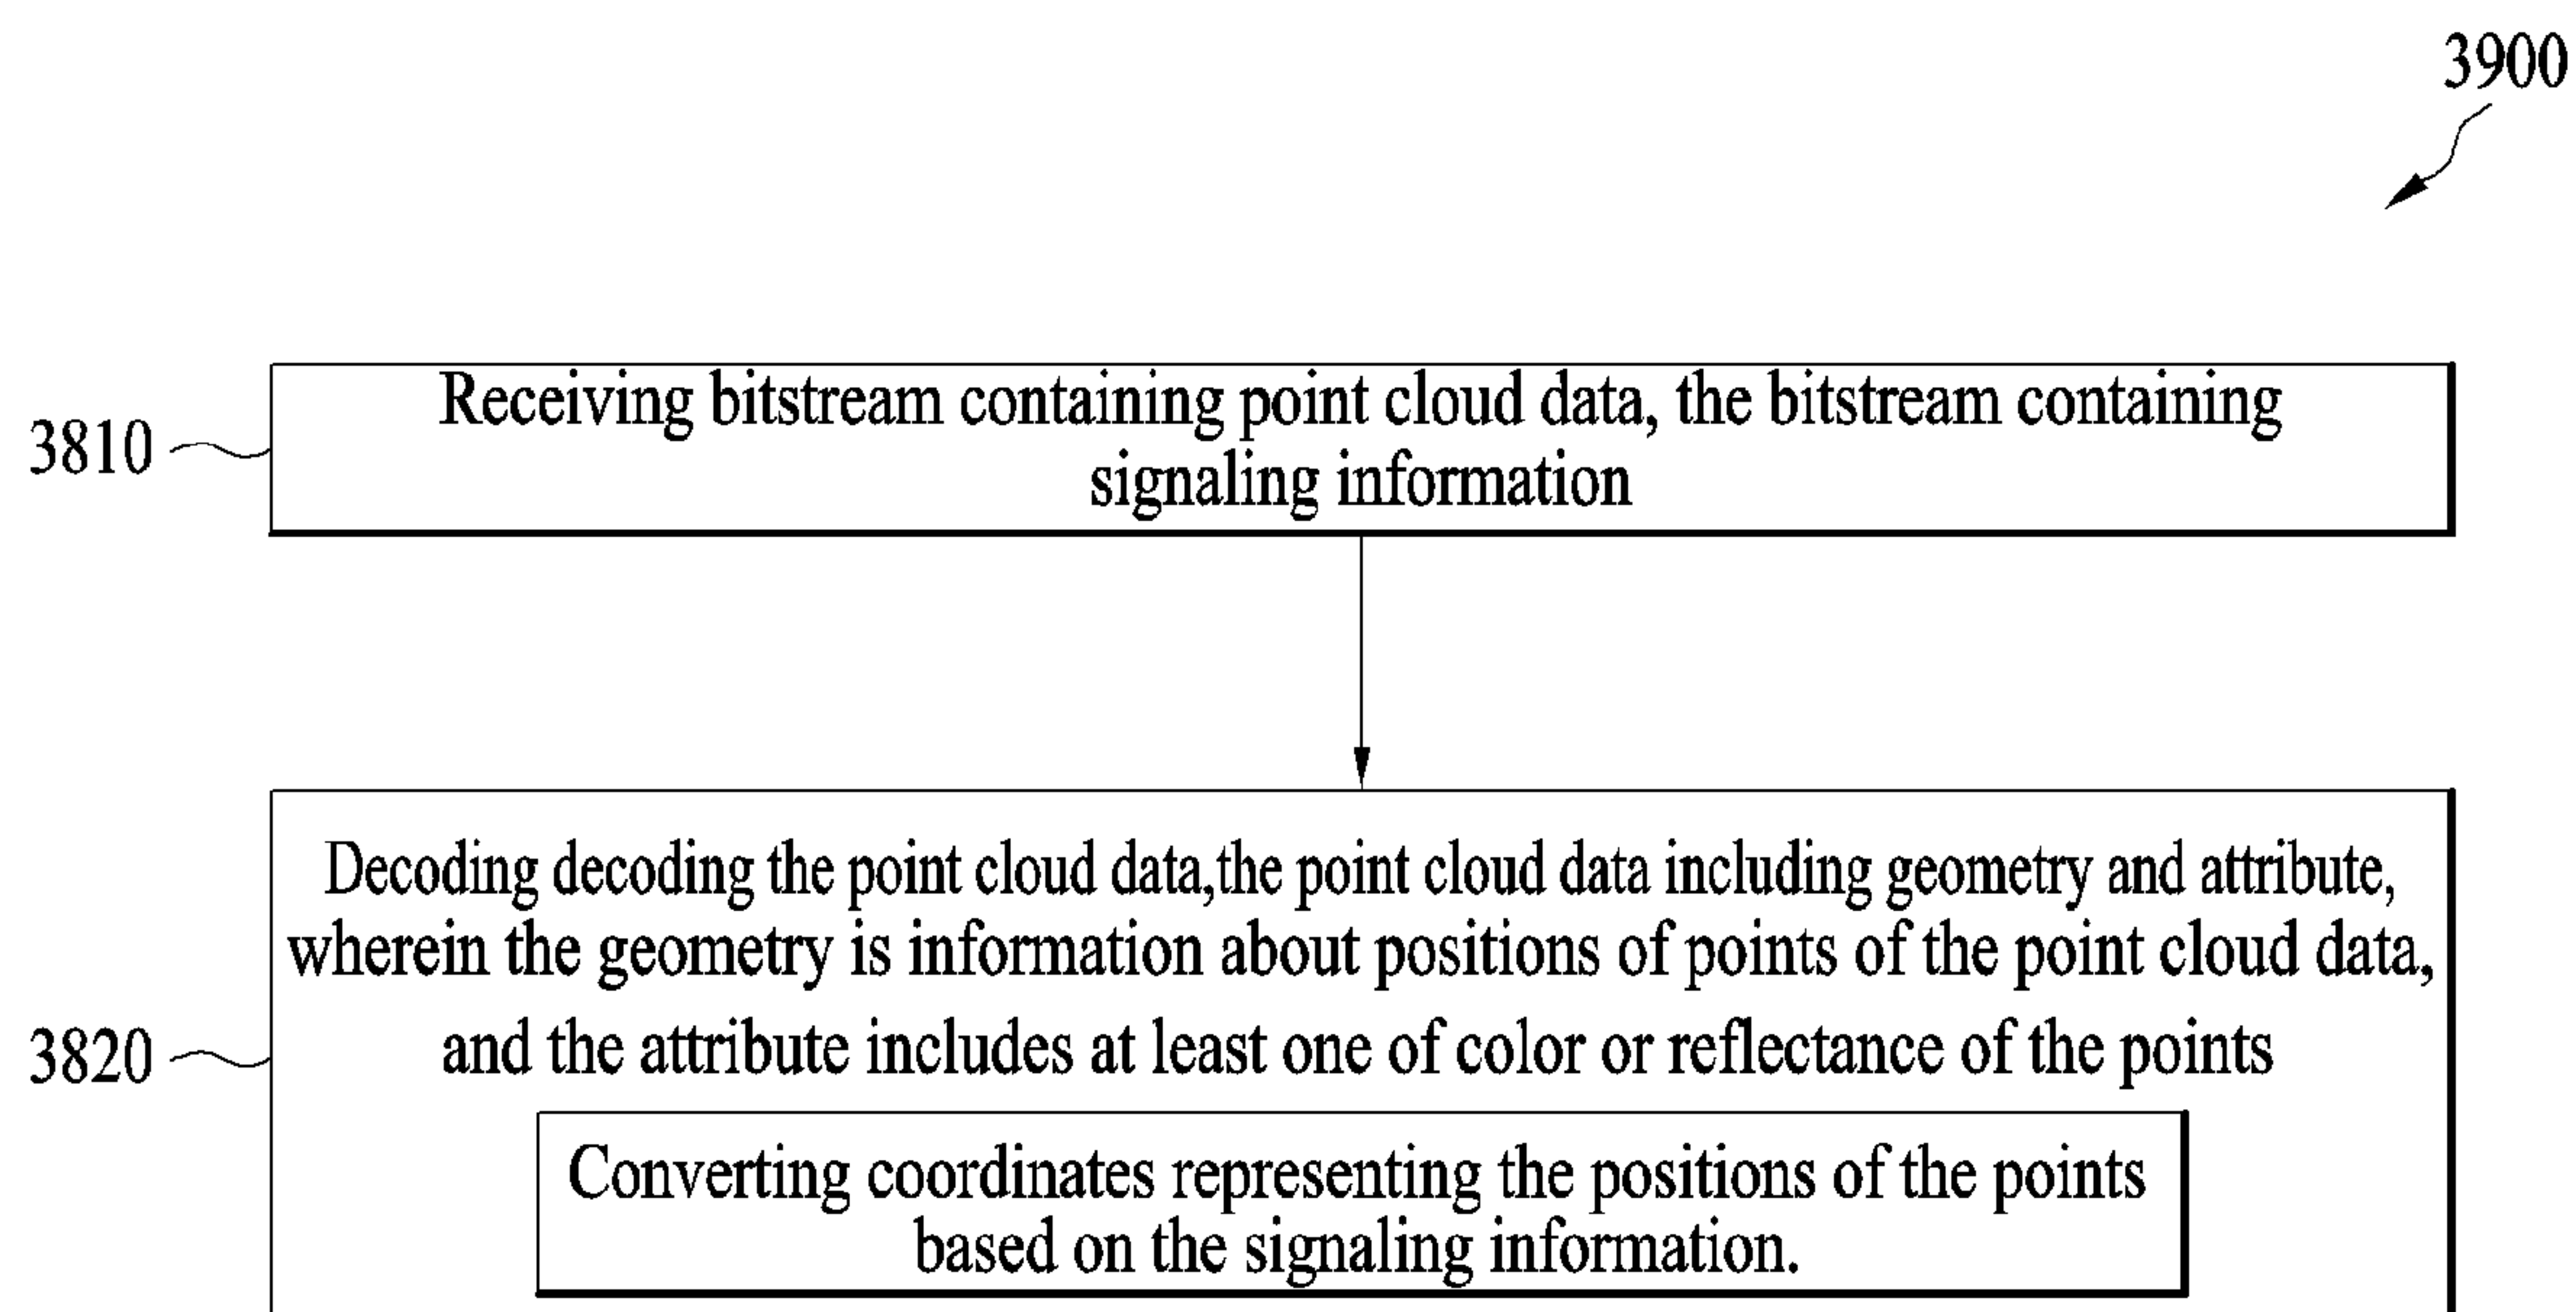 3900
3810
Receiving bitstream containing point cloud data, the bitstream containing
signaling information
Decoding decoding the point cloud data,the point cloud data including geometry and attribute,
wherein the geometry is information about positions of points of the point cloud data,
3820
and the attribute includes at least one of color or reflectance of the points
Converting coordinates representing the positions of the points
based on the signaling information.